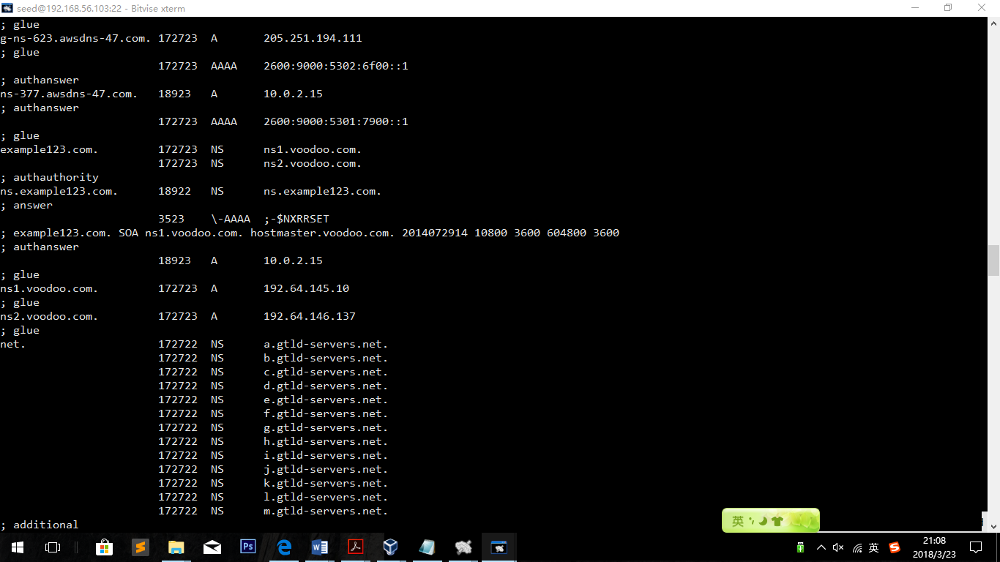 seed@192.168.56.103:22 - Bitvise xterm
; glue
g-ns-623.awsdns-47.com. 172723 A 205.251.194.111
; glue
172723 AAAA 2600:9000:5302:6f00::1
; authanswer
ns-377.awsdns-47.com. 18923 A 10.0.2.15
; authanswer
172723 AAAA 2600:9000:5301:7900::1
; glue
example123.com. 172723 NS ns1.voodoo.com.
172723 NS ns2.voodoo.com.
; authauthority
ns.example123.com. 18922 NS ns.example123.com.
; answer
3523 \-AAAA ;-$NXRRSET
; example123.com. SOA ns1.voodoo.com. hostmaster.voodoo.com. 2014072914 10800 3600 604800 3600
; authanswer
18923 A 10.0.2.15
; glue
ns1.voodoo.com. 172723 A 192.64.145.10
; glue
ns2.voodoo.com. 172723 A 192.64.146.137
; glue
net. 172722 NS a.gtld-servers.net.
172722 NS b.gtld-servers.net.
172722 NS c.gtld-servers.net.
172722 NS d.gtld-servers.net.
172722 NS e.gtld-servers.net.
172722 NS f.gtld-servers.net.
172722 NS g.gtld-servers.net.
172722 NS h.gtld-servers.net.
172722 NS i.gtld-servers.net.
172722 NS j.gtld-servers.net.
172722 NS k.gtld-servers.net.
172722 NS l.gtld-servers.net.
172722 NS m.gtld-servers.net.
; additional
英
Ps
英
21:08
2018/3/23